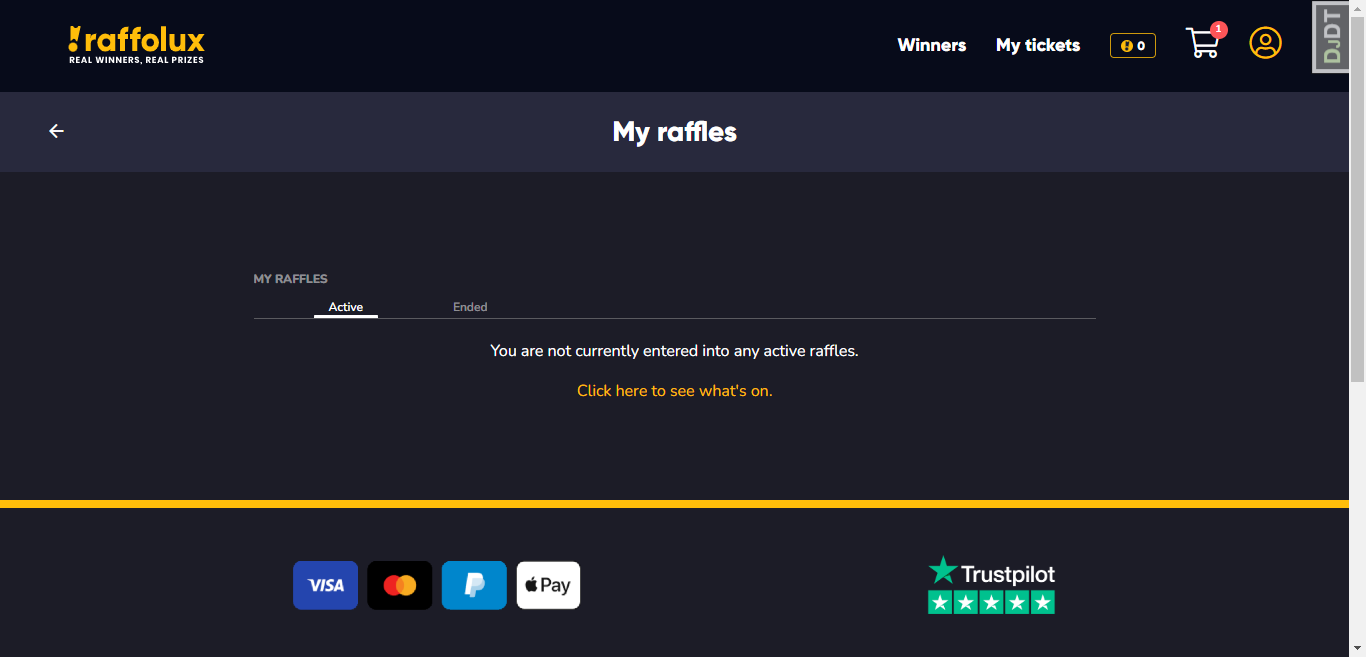 raffolux
REAL WINNERS, REAL PRIZES
Winners
My tickets
0
1
DJDT
My raffles
MY RAFFLES
Active
Ended
You are not currently entered into any active raffles.
Click here to see what's on.
VISA
Pay
Trustpilot